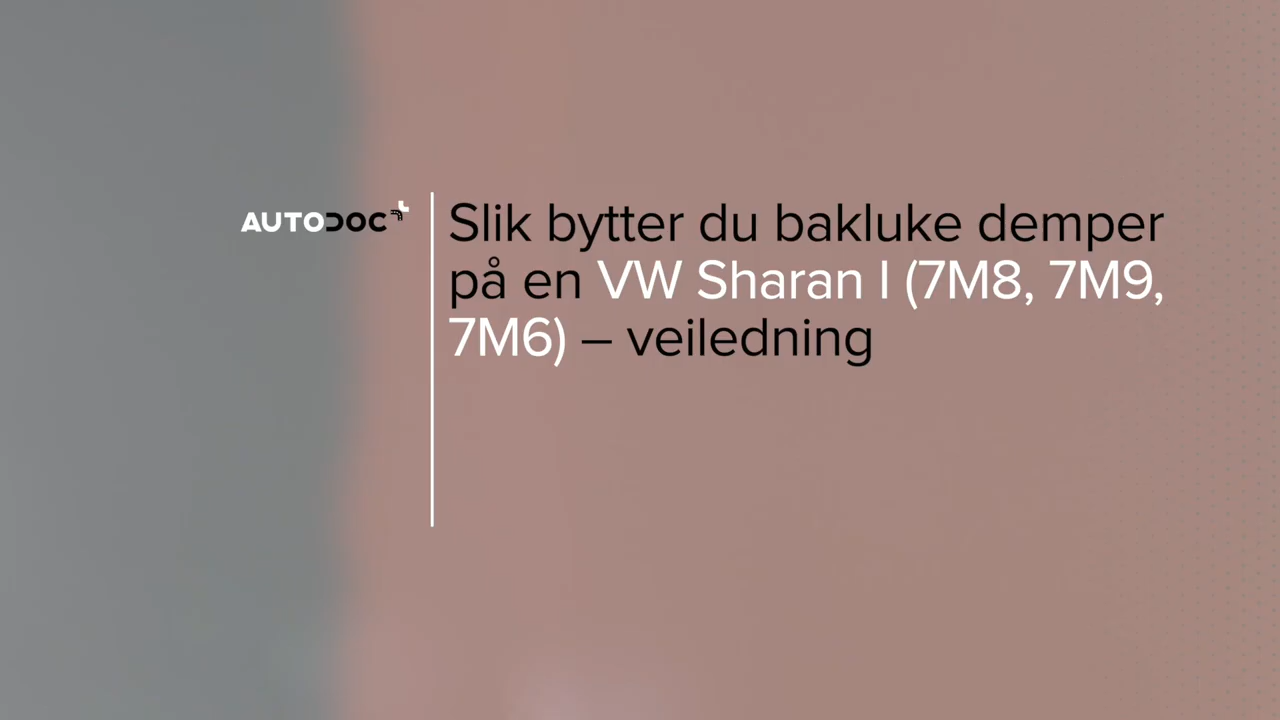 AUTODOC
Slik bytter du bakluke demper
på en VW Sharan I (7M8, 7M9,
7M6) – veiledning